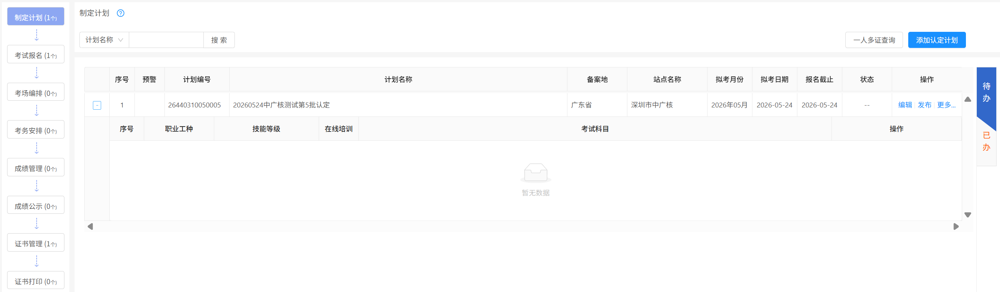 制定计划 (1个)
考试报名 (1个)
考场编排 (0个)
考务安排 (0个)
成绩管理 (0个)
成绩公示 (0个)
证书管理 (1个)
证书打印 (0个)
制定计划 ?
计划名称 搜 索 一人多证查询 添加认定计划
序号 预警 计划编号 计划名称 备案地 站点名称 拟考月份 拟考日期 报名截止 状态 操作
1 26440310050005 20260524中广核测试第5批认定 广东省 深圳市中广核 2026年05月 2026-05-24 2026-05-24 -- 编辑 发布 更多...
序号 职业工种 技能等级 在线培训 考试科目 操作
暂无数据
待办
已办